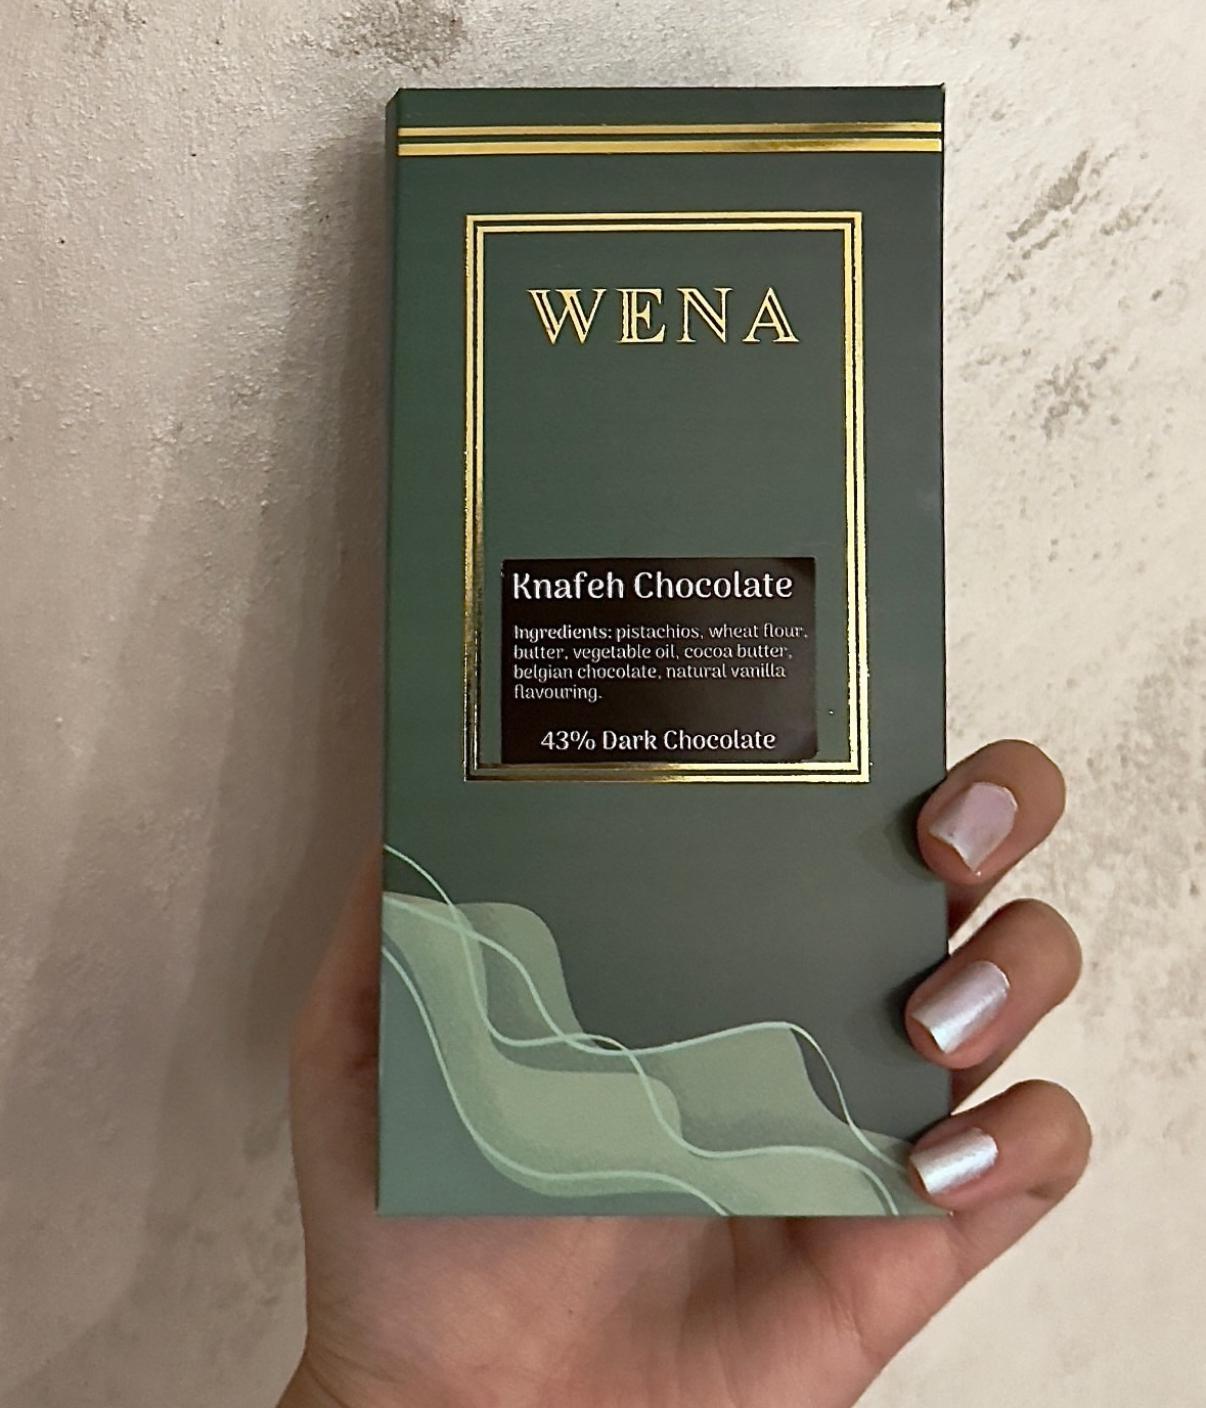 WENA
Knafeh Chocolate
Ingredients: pistachios, wheat flour,
butter, vegetable oil, cocoa butter,
belgian chocolate, natural vanilla
flavouring.
43% Dark Chocolate